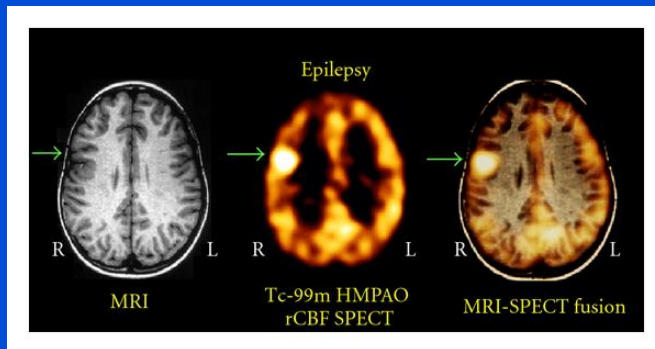 Epilepsy
R
L
R
L
R
L
MRI
Tc-99m HMPAO
rCBF SPECT
MRI-SPECT fusion